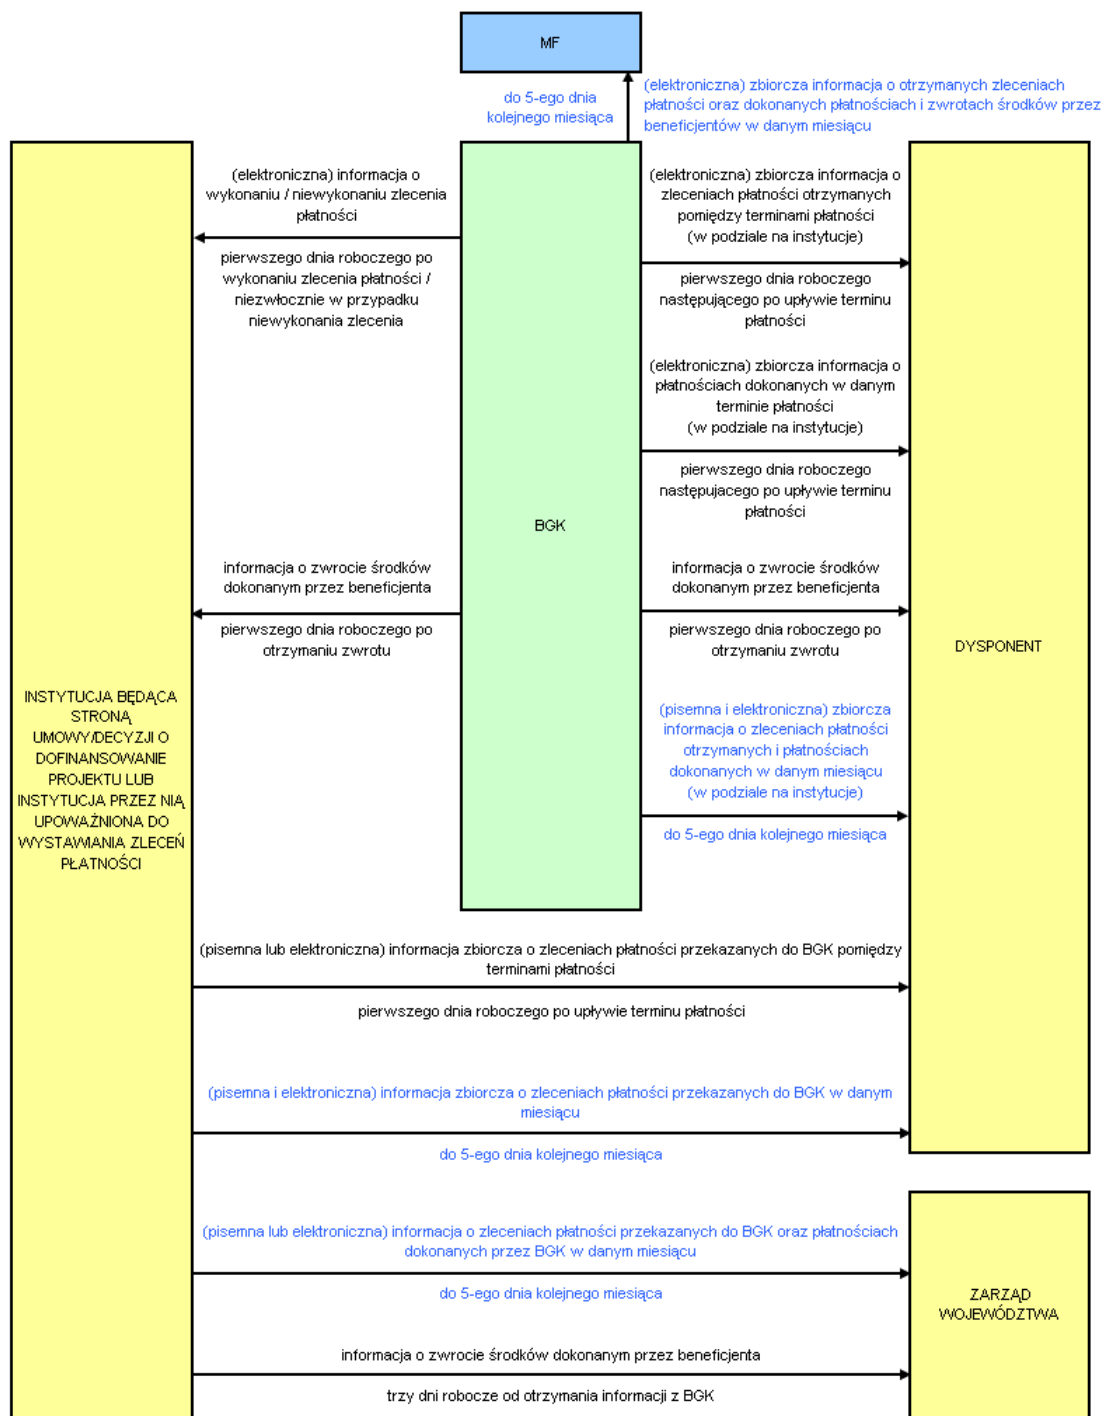 MF
do 5-ego dnia
kolejnego miesiąca
(elektroniczna) zbiorcza informacja o otrzymanych zleceniach
płatności oraz dokonanych płatnościach i zwrotach środków przez
beneficjentów w danym miesiącu
(elektroniczna) informacja o
wykonaniu / niewykonaniu zlecenia
płatności
pierwszego dnia roboczego po
wykonaniu zlecenia płatności /
niezwłocznie w przypadku
niewykonania zlecenia
(elektroniczna) zbiorcza informacja o
zleceniach płatności otrzymanych
pomiędzy terminami płatności
(w podziale na instytucje)
pierwszego dnia roboczego
następującego po upływie terminu
płatności
(elektroniczna) zbiorcza informacja o
płatnościach dokonanych w danym
terminie płatności
(w podziale na instytucje)
pierwszego dnia roboczego
następujacego po upływie terminu
płatności
BGK
informacja o zwrocie środków
dokonanym przez beneficjenta
pierwszego dnia roboczego po
otrzymaniu zwrotu
informacja o zwrocie środków
dokonanym przez beneficjenta
pierwszego dnia roboczego po
otrzymaniu zwrotu
DYSPONENT
INSTYTUCJA BĘDĄCA
STRONĄ
UMOWY/DECYZJI O
DOFINANSOWANIE
PROJEKTU LUB
INSTYTUCJA PRZEZ NIĄ
UPOWAŻNIONA DO
WYSTAWIANIA ZLECEŃ
PŁATNOŚCI
(pisemna i elektroniczna) zbiorcza
informacja o zleceniach płatności
otrzymanych i płatnościach
dokonanych w danym miesiącu
(w podziale na instytucje)
do 5-ego dnia kolejnego miesiąca
(pisemna lub elektroniczna) informacja zbiorcza o zleceniach płatności przekazanych do BGK pomiędzy
terminami płatności
pierwszego dnia roboczego po upływie terminu płatności
(pisemna i elektroniczna) informacja zbiorcza o zleceniach płatności przekazanych do BGK w danym
miesiącu
do 5-ego dnia kolejnego miesiąca
(pisemna lub elektroniczna) informacja o zleceniach płatności przekazanych do BGK oraz płatnościach
dokonanych przez BGK w danym miesiącu
do 5-ego dnia kolejnego miesiąca
ZARZĄD
WOJEWÓDZTWA
informacja o zwrocie środków dokonanym przez beneficjenta
trzy dni robocze od otrzymania informacji z BGK